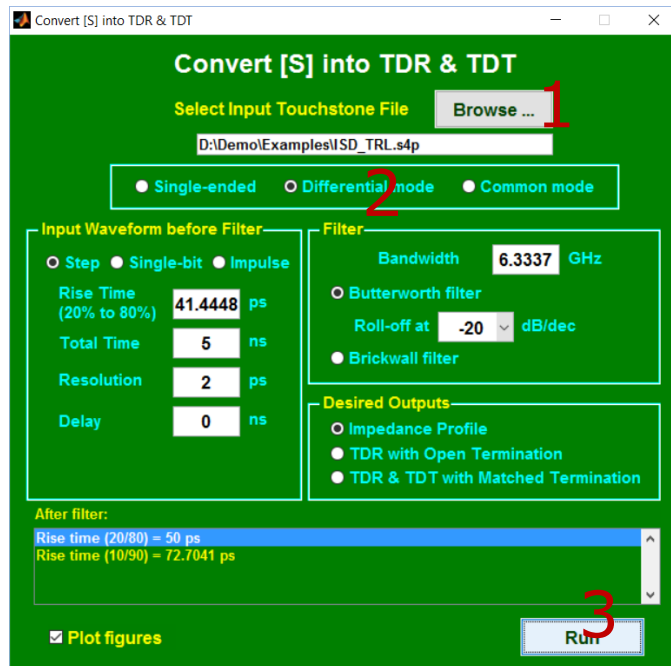 Convert [S] into TDR & TDT
Convert [S] into TDR & TDT
Select Input Touchstone File
Browse ...
1
D:\Demo\Examples\ISD_TRL.s4p
Single-ended Differential mode Common mode
2
Input Waveform before Filter
Step Single-bit Impulse
Rise Time
(20% to 80%)
41.4448 ps
Total Time 5 ns
Resolution 2 ps
Delay 0 ns
Filter
Bandwidth 6.3337 GHz
Butterworth filter
Roll-off at -20 dB/dec
Brickwall filter
Desired Outputs
Impedance Profile
TDR with Open Termination
TDR & TDT with Matched Termination
After filter:
Rise time (20/80) = 50 ps
Rise time (10/90) = 72.7041 ps
Plot figures
Run
3